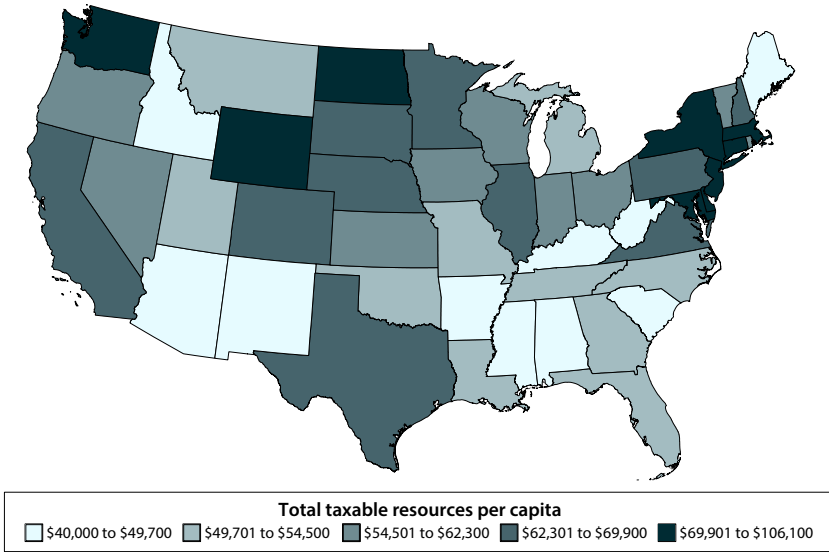 Total taxable resources per capita
$40,000 to $49,700 $49,701 to $54,500 $54,501 to $62,300 $62,301 to $69,900 $69,901 to $106,100